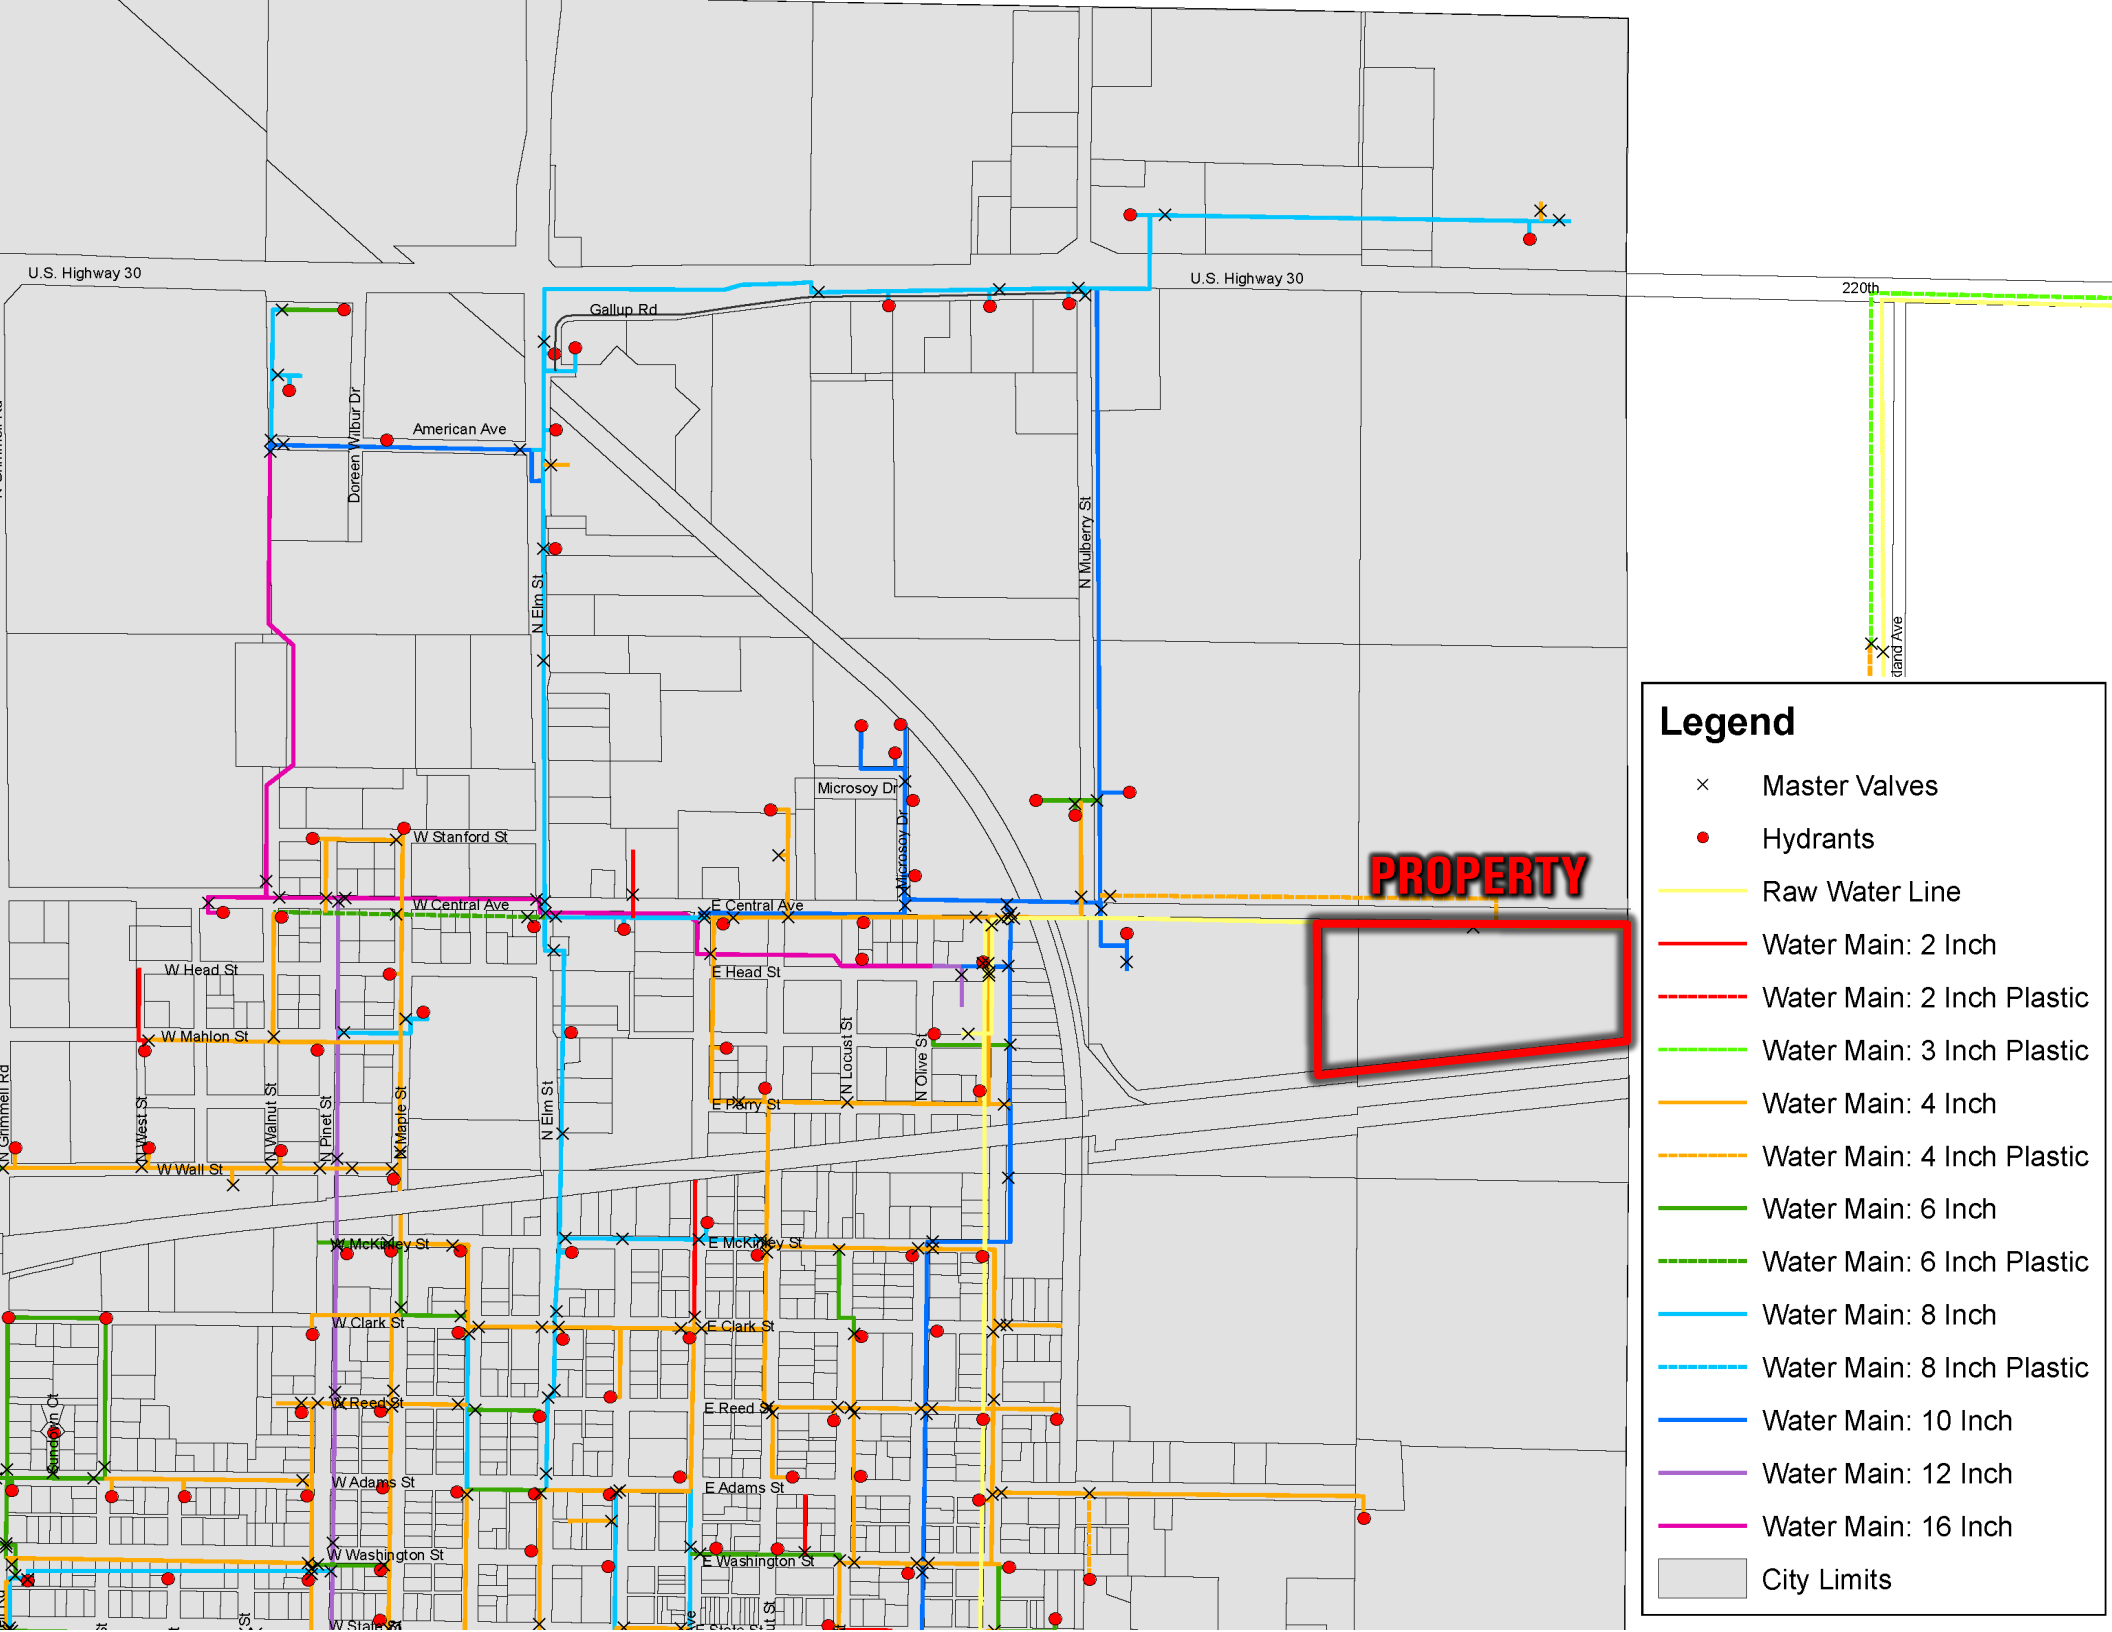 U.S. Highway 30
U.S. Highway 30
220th
Gallup Rd
Doreen Wilbur Dr
American Ave
N Mulberry St
N Elm St
land Ave
Microsoy Dr
Microsoy Dr
W Stanford St
PROPERTY
W Central Ave
E Central Ave
W Head St
E Head St
W Mahlon St
N Locust St
N Olive St
N Grimmell Rd
N West St
N Walnut St
N Pinet St
N Maple St
N Elm St
E Perry St
W Wall St
W McKinley St
E McKinley St
W Clark St
E Clark St
Sundown Ct
W Reed St
E Reed St
W Adams St
E Adams St
W Washington St
E Washington St
W State St
E State St
Legend
Master Valves
Hydrants
Raw Water Line
Water Main: 2 Inch
Water Main: 2 Inch Plastic
Water Main: 3 Inch Plastic
Water Main: 4 Inch
Water Main: 4 Inch Plastic
Water Main: 6 Inch
Water Main: 6 Inch Plastic
Water Main: 8 Inch
Water Main: 8 Inch Plastic
Water Main: 10 Inch
Water Main: 12 Inch
Water Main: 16 Inch
City Limits